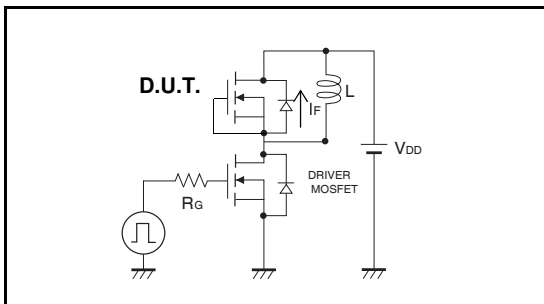 D.U.T.
L
IF
VDD
DRIVER
MOSFET
RG